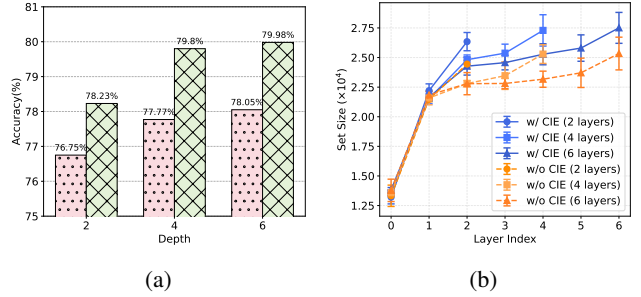 81
80
79
78
77
76
75
Accuracy(%)
76.75%
78.23%
77.77%
79.8%
78.05%
79.98%
2
4
6
Depth
(a)
2.75
2.50
2.25
2.00
1.75
1.50
1.25
Set Size (×10⁴)
w/ CIE (2 layers)
w/ CIE (4 layers)
w/ CIE (6 layers)
w/o CIE (2 layers)
w/o CIE (4 layers)
w/o CIE (6 layers)
0 1 2 3 4 5 6
Layer Index
(b)